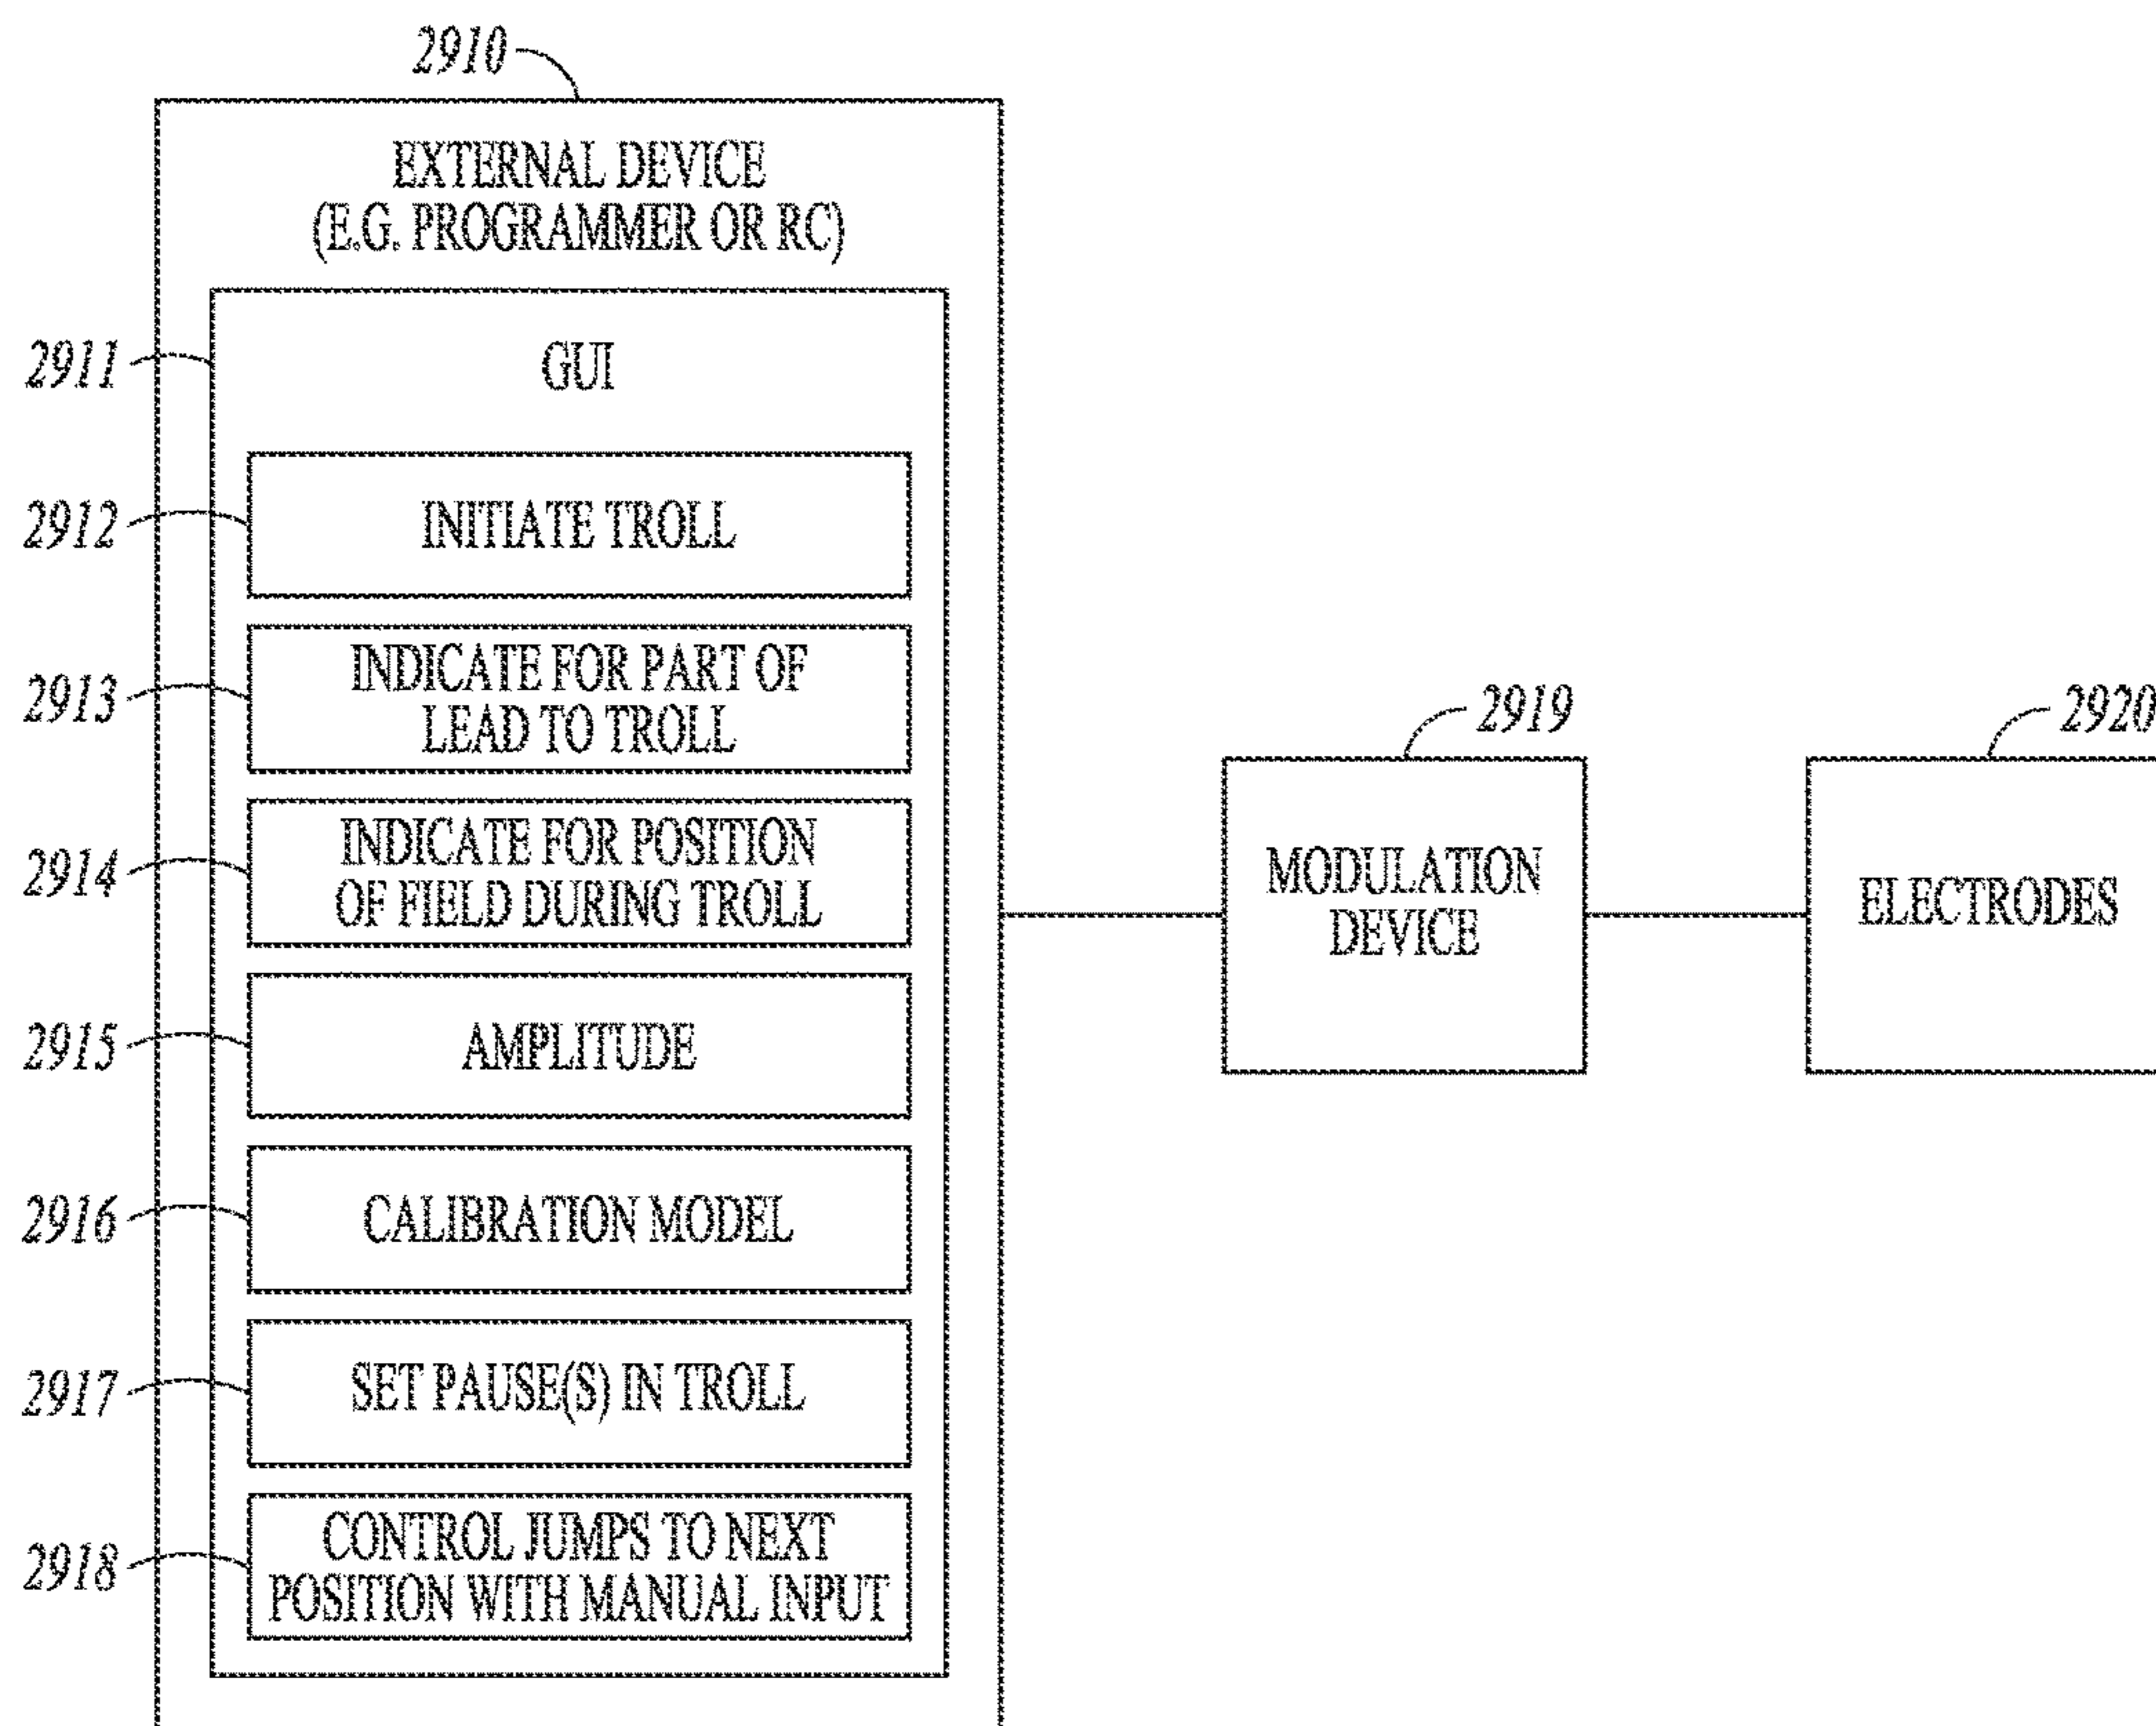 2910
EXTERNAL DEVICE
(E.G. PROGRAMMER OR RC)
2911
GUI
2912
INITIATE TROLL
2913
INDICATE FOR PART OF
LEAD TO TROLL
2914
INDICATE FOR POSITION
OF FIELD DURING TROLL
2915
AMPLITUDE
2916
CALIBRATION MODEL
2917
SET PAUSE(S) IN TROLL
2918
CONTROL JUMPS TO NEXT
POSITION WITH MANUAL INPUT
2919
MODULATION
DEVICE
2920
ELECTRODES